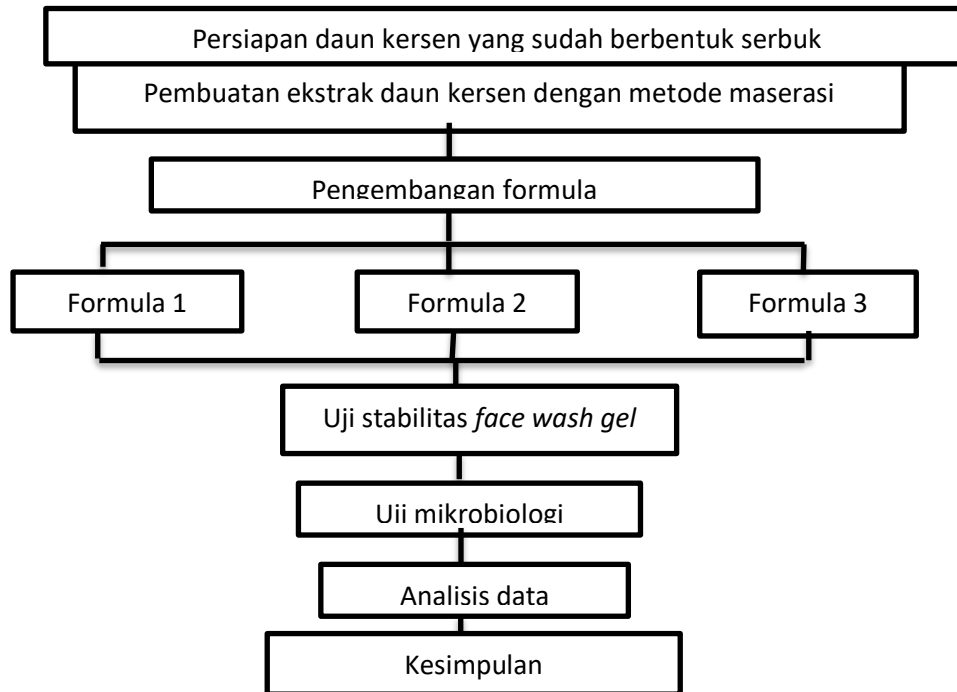 Persiapan daun kersen yang sudah berbentuk serbuk
Pembuatan ekstrak daun kersen dengan metode maserasi
Pengembangan formula
Formula 1
Formula 2
Formula 3
Uji stabilitas face wash gel
Uji mikrobiologi
Analisis data
Kesimpulan